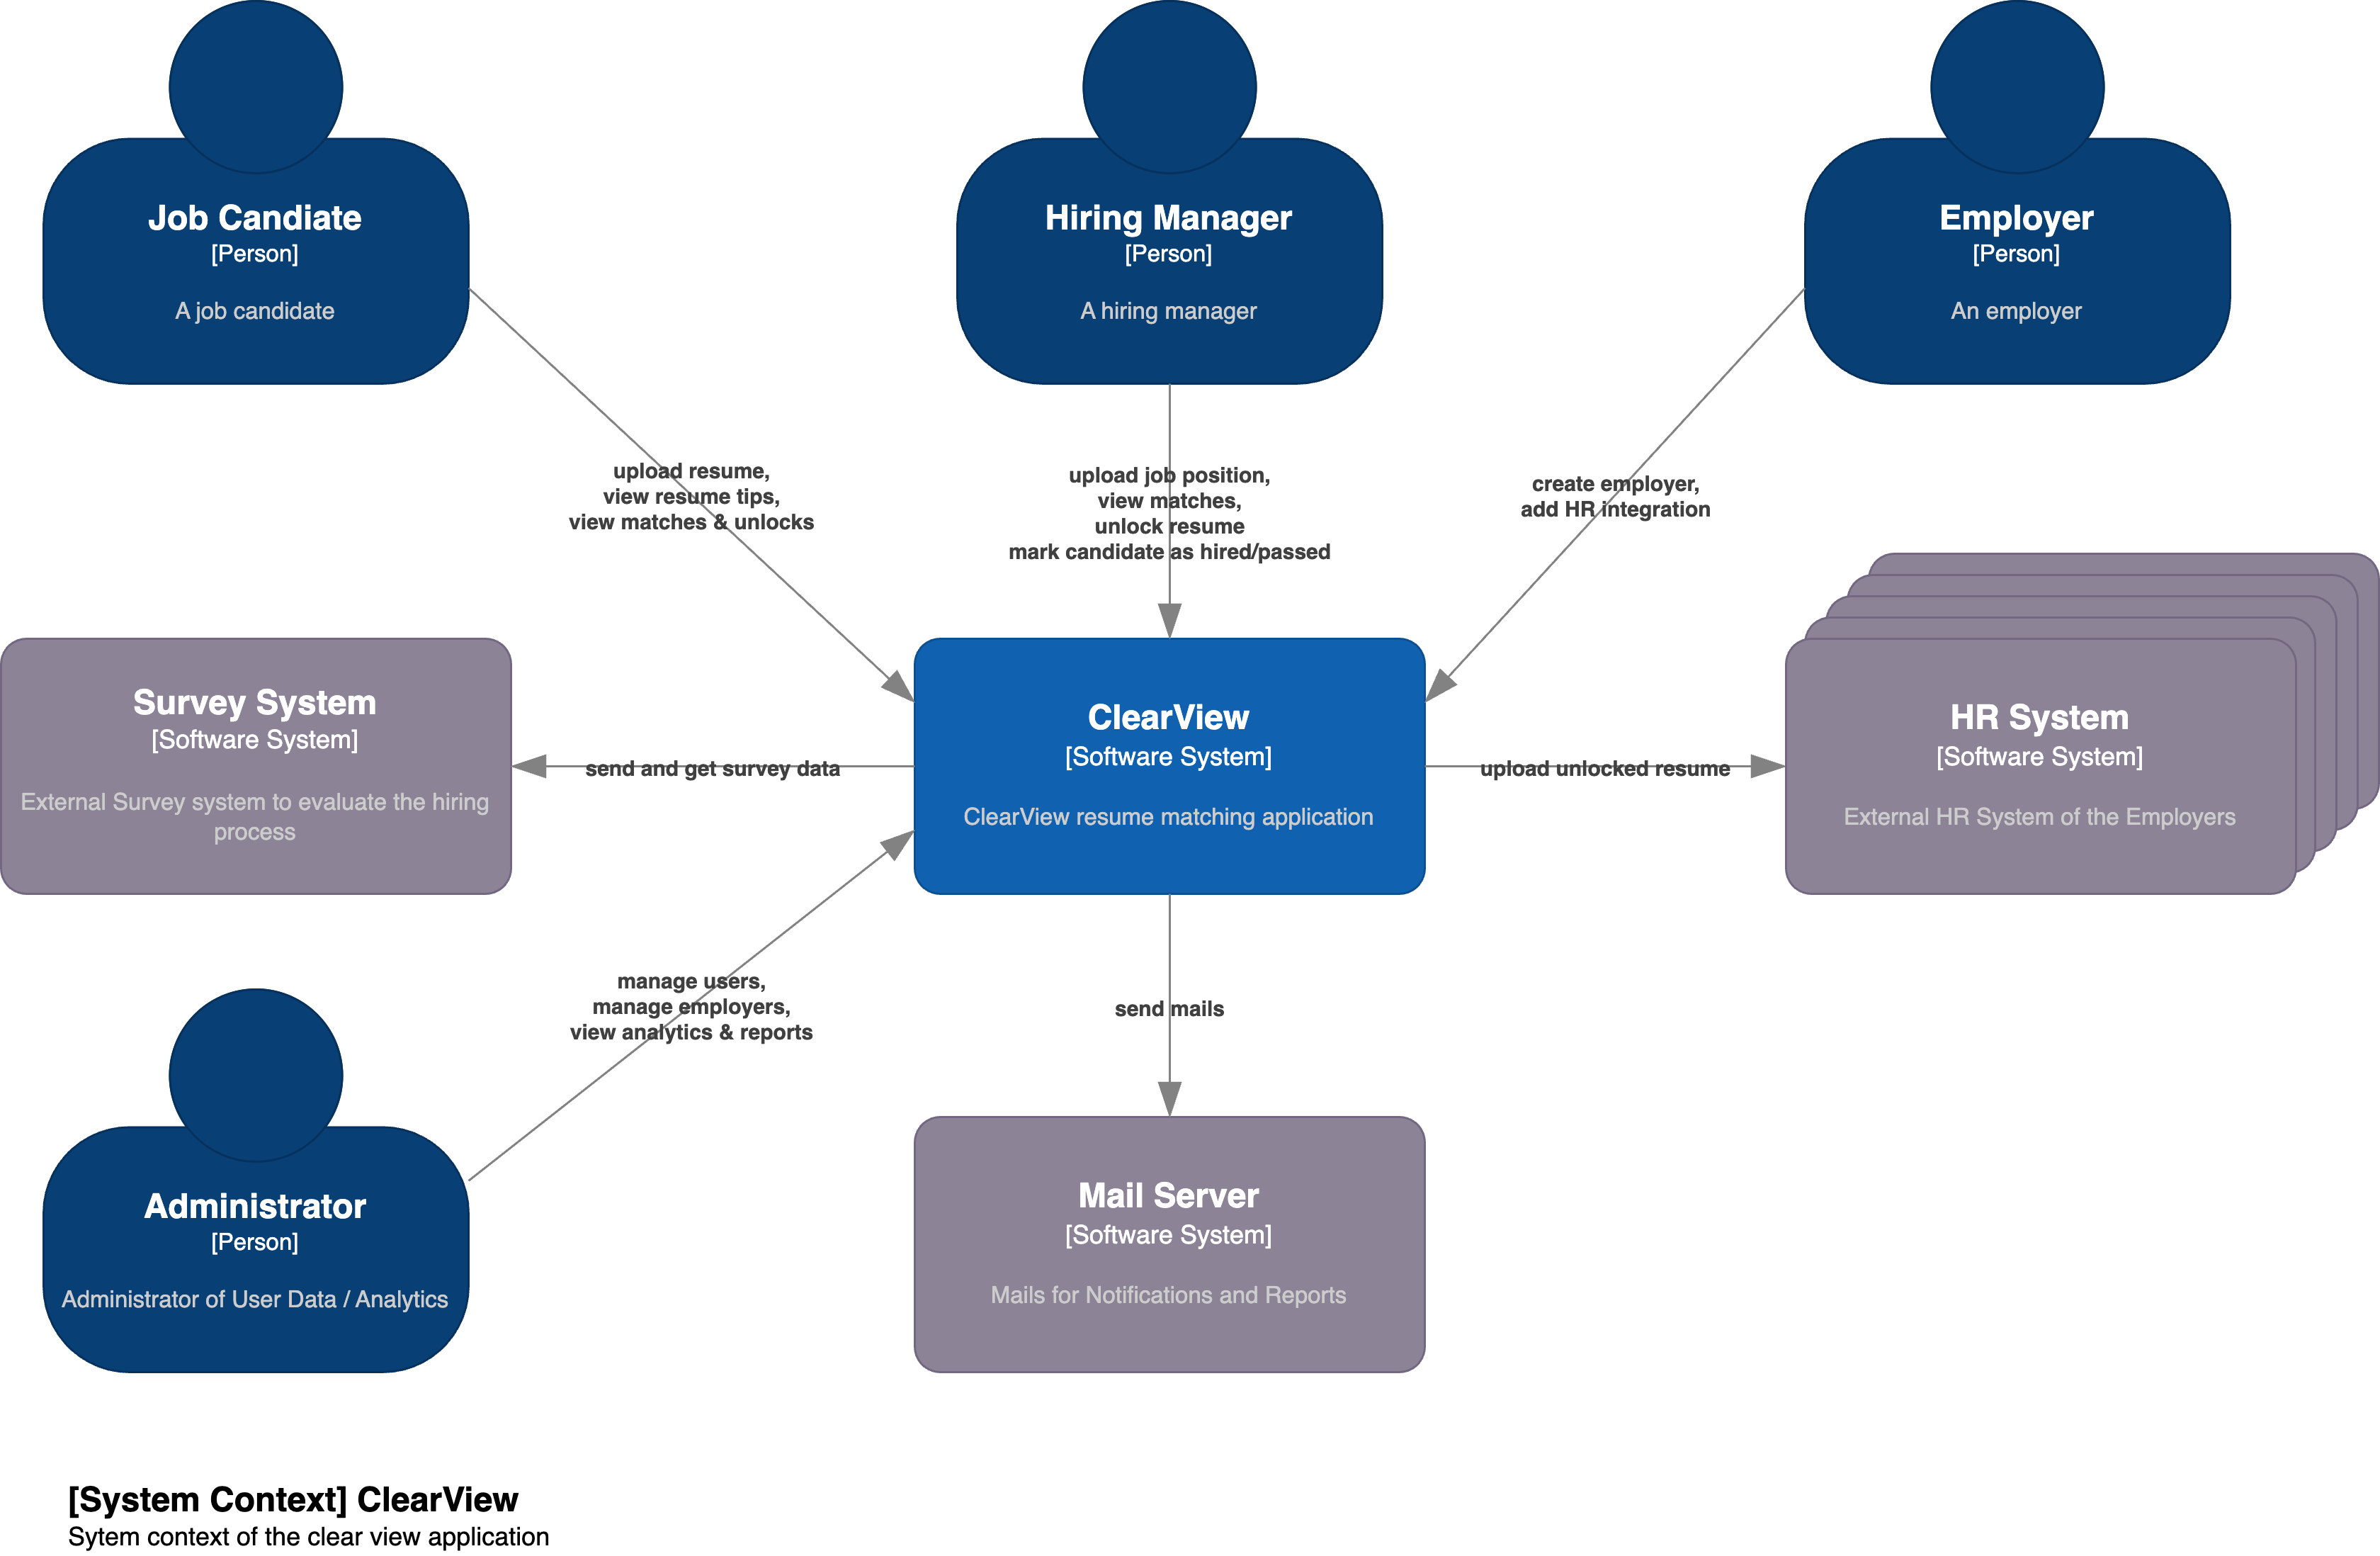 Job Candiate
[Person]
A job candidate
Hiring Manager
[Person]
A hiring manager
Employer
[Person]
An employer
upload resume,
view resume tips,
view matches & unlocks
upload job position,
view matches,
unlock resume
mark candidate as hired/passed
create employer,
add HR integration
Survey System
[Software System]
External Survey system to evaluate the hiring
process
send and get survey data
ClearView
[Software System]
ClearView resume matching application
upload unlocked resume
HR System
[Software System]
External HR System of the Employers
manage users,
manage employers,
view analytics & reports
send mails
Administrator
[Person]
Administrator of User Data / Analytics
Mail Server
[Software System]
Mails for Notifications and Reports
[System Context] ClearView
Sytem context of the clear view application